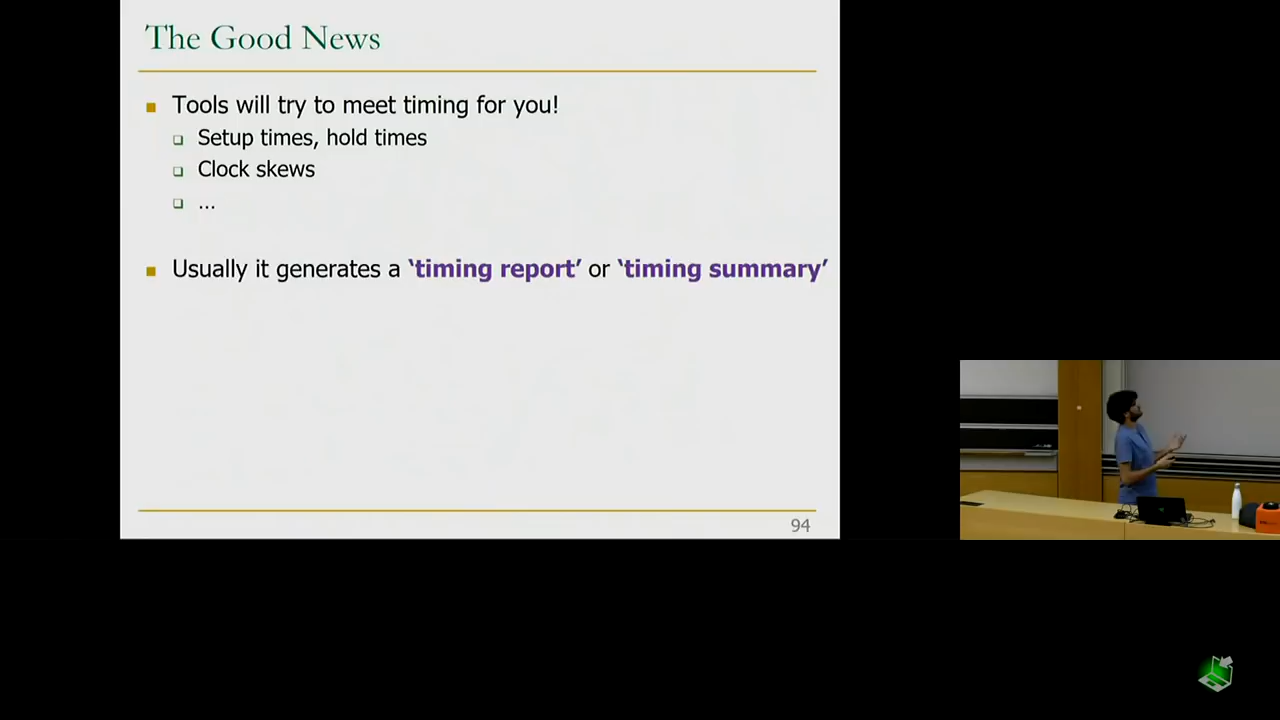 The Good News
Tools will try to meet timing for you!
Setup times, hold times
Clock skews
...
Usually it generates a ‘timing report’ or ‘timing summary’
94